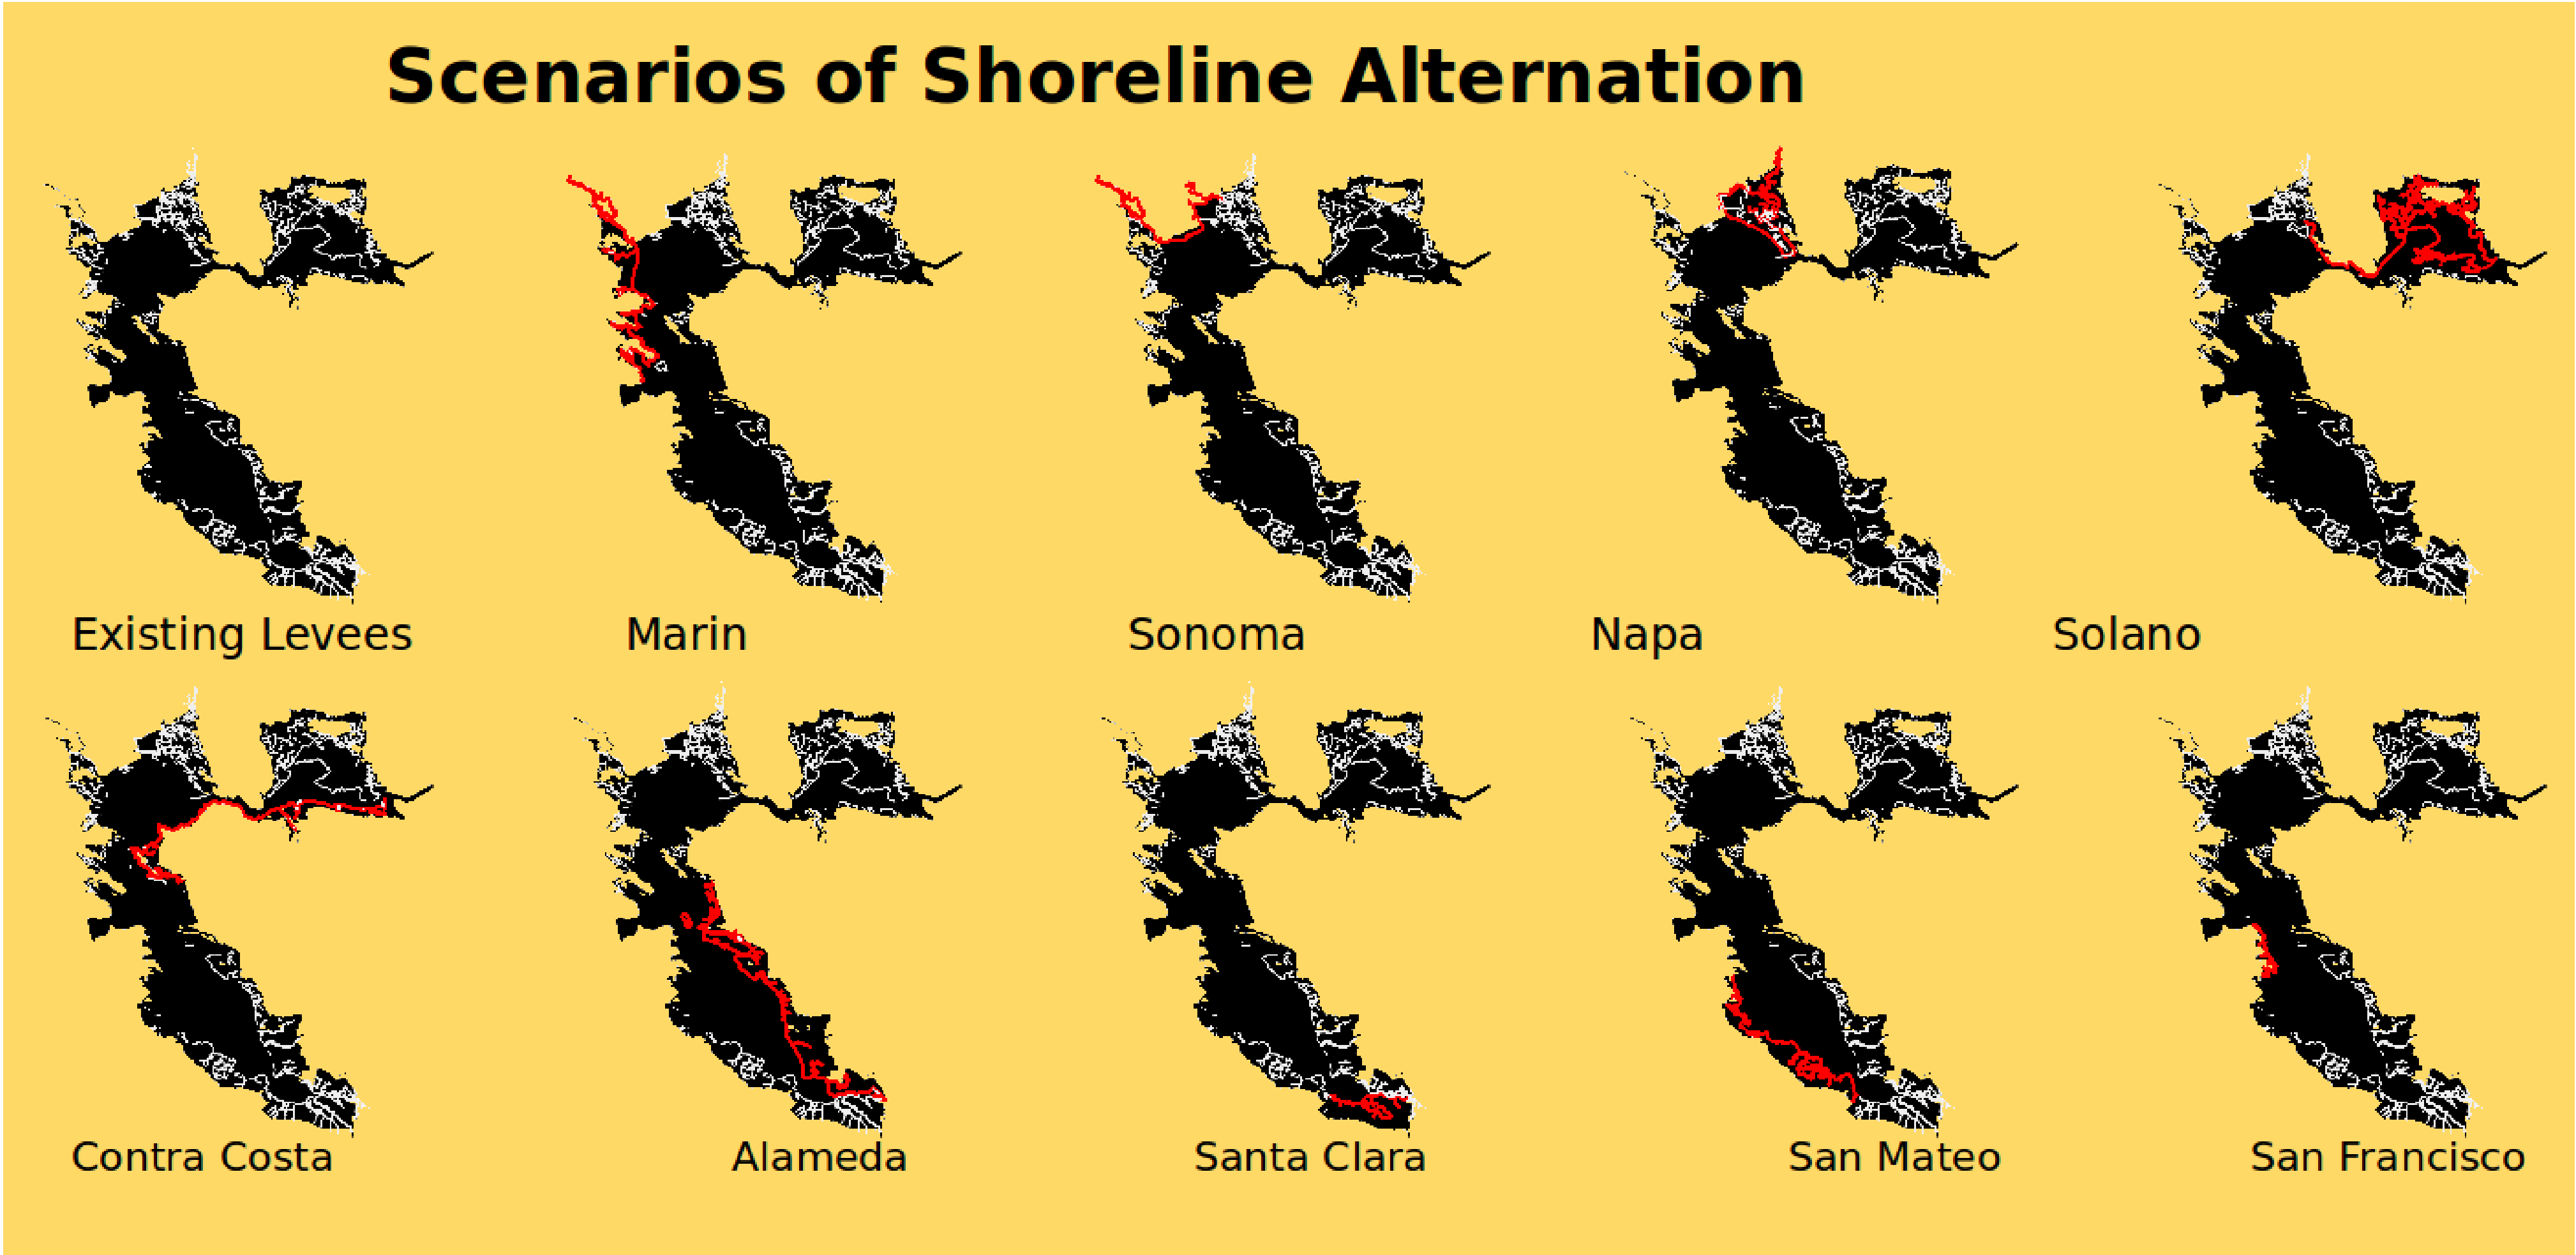 Scenarios of Shoreline Alternation
Existing Levees
Marin
Sonoma
Napa
Solano
Contra Costa
Alameda
Santa Clara
San Mateo
San Francisco